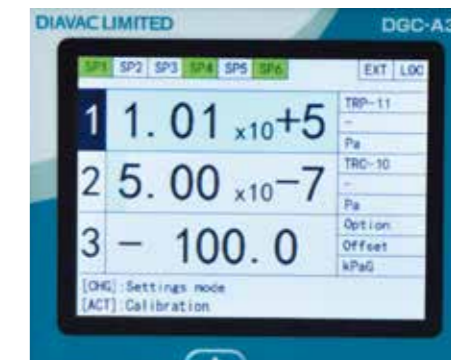 DIAVAC LIMITED DGC-A3
SP1 SP2 SP3 SP4 SP5 SP6 EXT LOC
1 1.01 x10+5
TRP-11
-
Pa
2 5.00 x10-7
TRC-10
-
Pa
3 - 100.0
Option
Offset
kPaG
[CHG]:Settings mode
[ACT]:Calibration